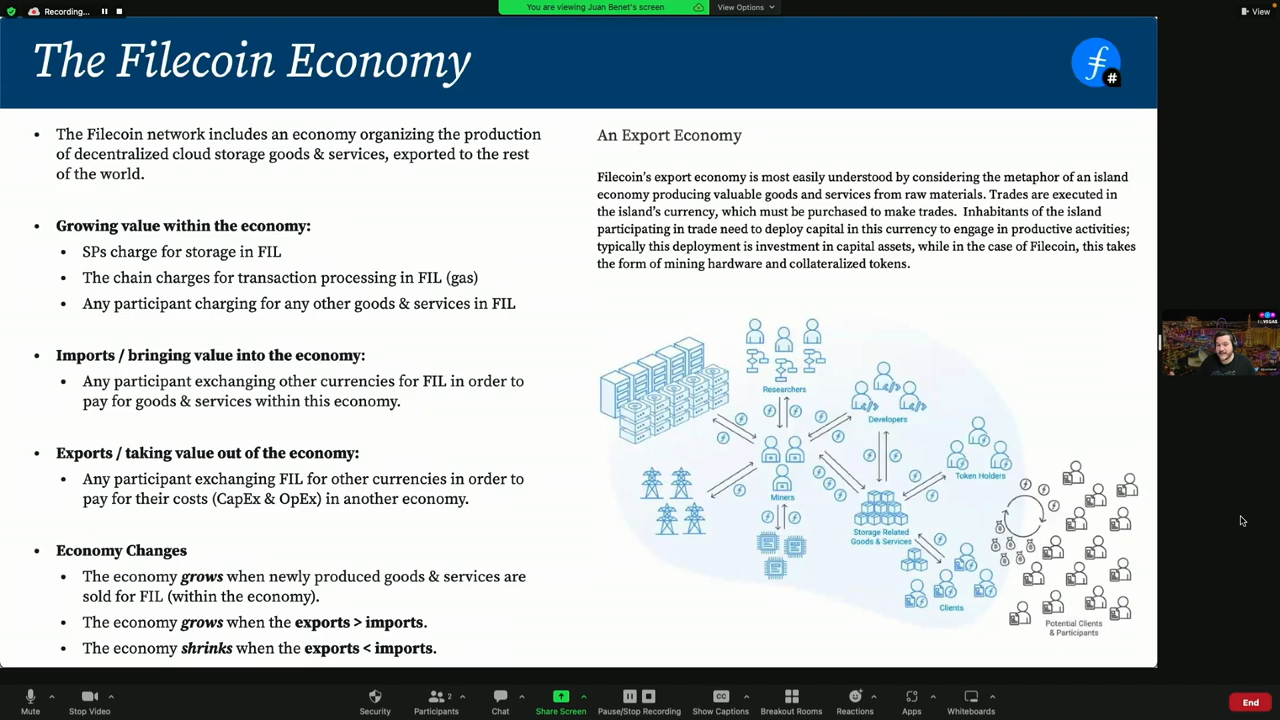 Recording...
You are viewing Juan Benet's screen
View Options
View
The Filecoin Economy
#
• The Filecoin network includes an economy organizing the production
of decentralized cloud storage goods & services, exported to the rest
of the world.
• Growing value within the economy:
• SPs charge for storage in FIL
• The chain charges for transaction processing in FIL (gas)
• Any participant charging for any other goods & services in FIL
• Imports / bringing value into the economy:
• Any participant exchanging other currencies for FIL in order to
pay for goods & services within this economy.
• Exports / taking value out of the economy:
• Any participant exchanging FIL for other currencies in order to
pay for their costs (CapEx & OpEx) in another economy.
• Economy Changes
• The economy grows when newly produced goods & services are
sold for FIL (within the economy).
• The economy grows when the exports > imports.
• The economy shrinks when the exports < imports.
An Export Economy
Filecoin's export economy is most easily understood by considering the metaphor of an island
economy producing valuable goods and services from raw materials. Trades are executed in
the island's currency, which must be purchased to make trades. Inhabitants of the island
participating in trade need to deploy capital in this currency to engage in productive activities;
typically this deployment is investment in capital assets, while in the case of Filecoin, this takes
the form of mining hardware and collateralized tokens.
Researchers
Developers
Token Holders
Miners
Storage Related
Goods & Services
Clients
Potential Clients
& Participants
Mute
Stop Video
Security
Participants
2
Chat
Share Screen
Pause/Stop Recording
CC
Show Captions
Breakout Rooms
Reactions
Apps
Whiteboards
End